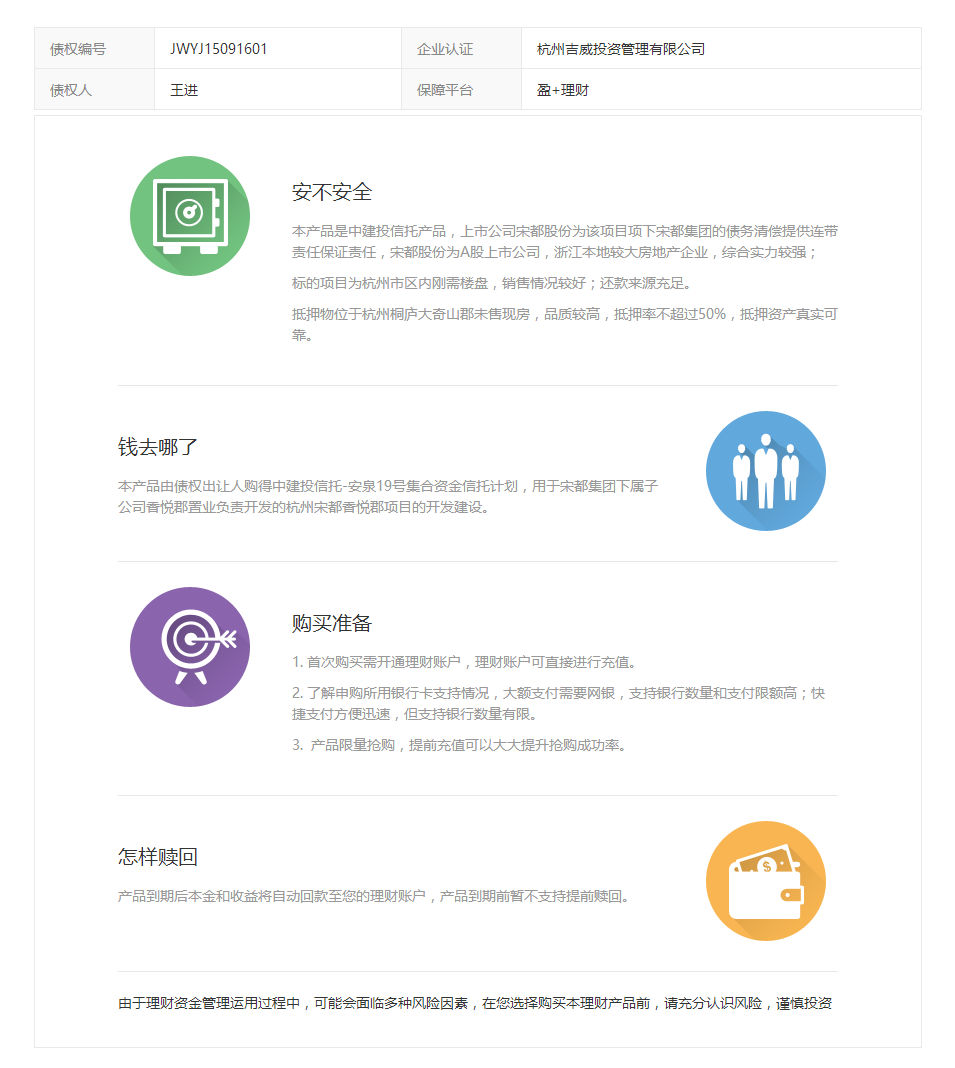 债权编号 JWYJ15091601 企业认证 杭州吉威投资管理有限公司
债权人 王进 保障平台 盈+理财
安不安全
本产品是中建投信托产品，上市公司宋都股份为该项目项下宋都集团的债务清偿提供连带
责任保证责任，宋都股份为A股上市公司，浙江本地较大房地产企业，综合实力较强；
标的项目为杭州市区内刚需楼盘，销售情况较好；还款来源充足。
抵押物位于杭州桐庐大奇山郡未售现房，品质较高，抵押率不超过50%，抵押资产真实可
靠。
钱去哪了
本产品由债权出让人购得中建投信托-安泉19号集合资金信托计划，用于宋都集团下属子
公司香悦郡置业负责开发的杭州宋都香悦郡项目的开发建设。
购买准备
1. 首次购买需开通理财账户，理财账户可直接进行充值。
2. 了解申购所用银行卡支持情况，大额支付需要网银，支持银行数量和支付限额高；快
捷支付方便迅速，但支持银行数量有限。
3. 产品限量抢购，提前充值可以大大提升抢购成功率。
怎样赎回
产品到期后本金和收益将自动回款至您的理财账户，产品到期前暂不支持提前赎回。
$
由于理财资金管理运用过程中，可能会面临多种风险因素，在您选择购买本理财产品前，请充分认识风险，谨慎投资